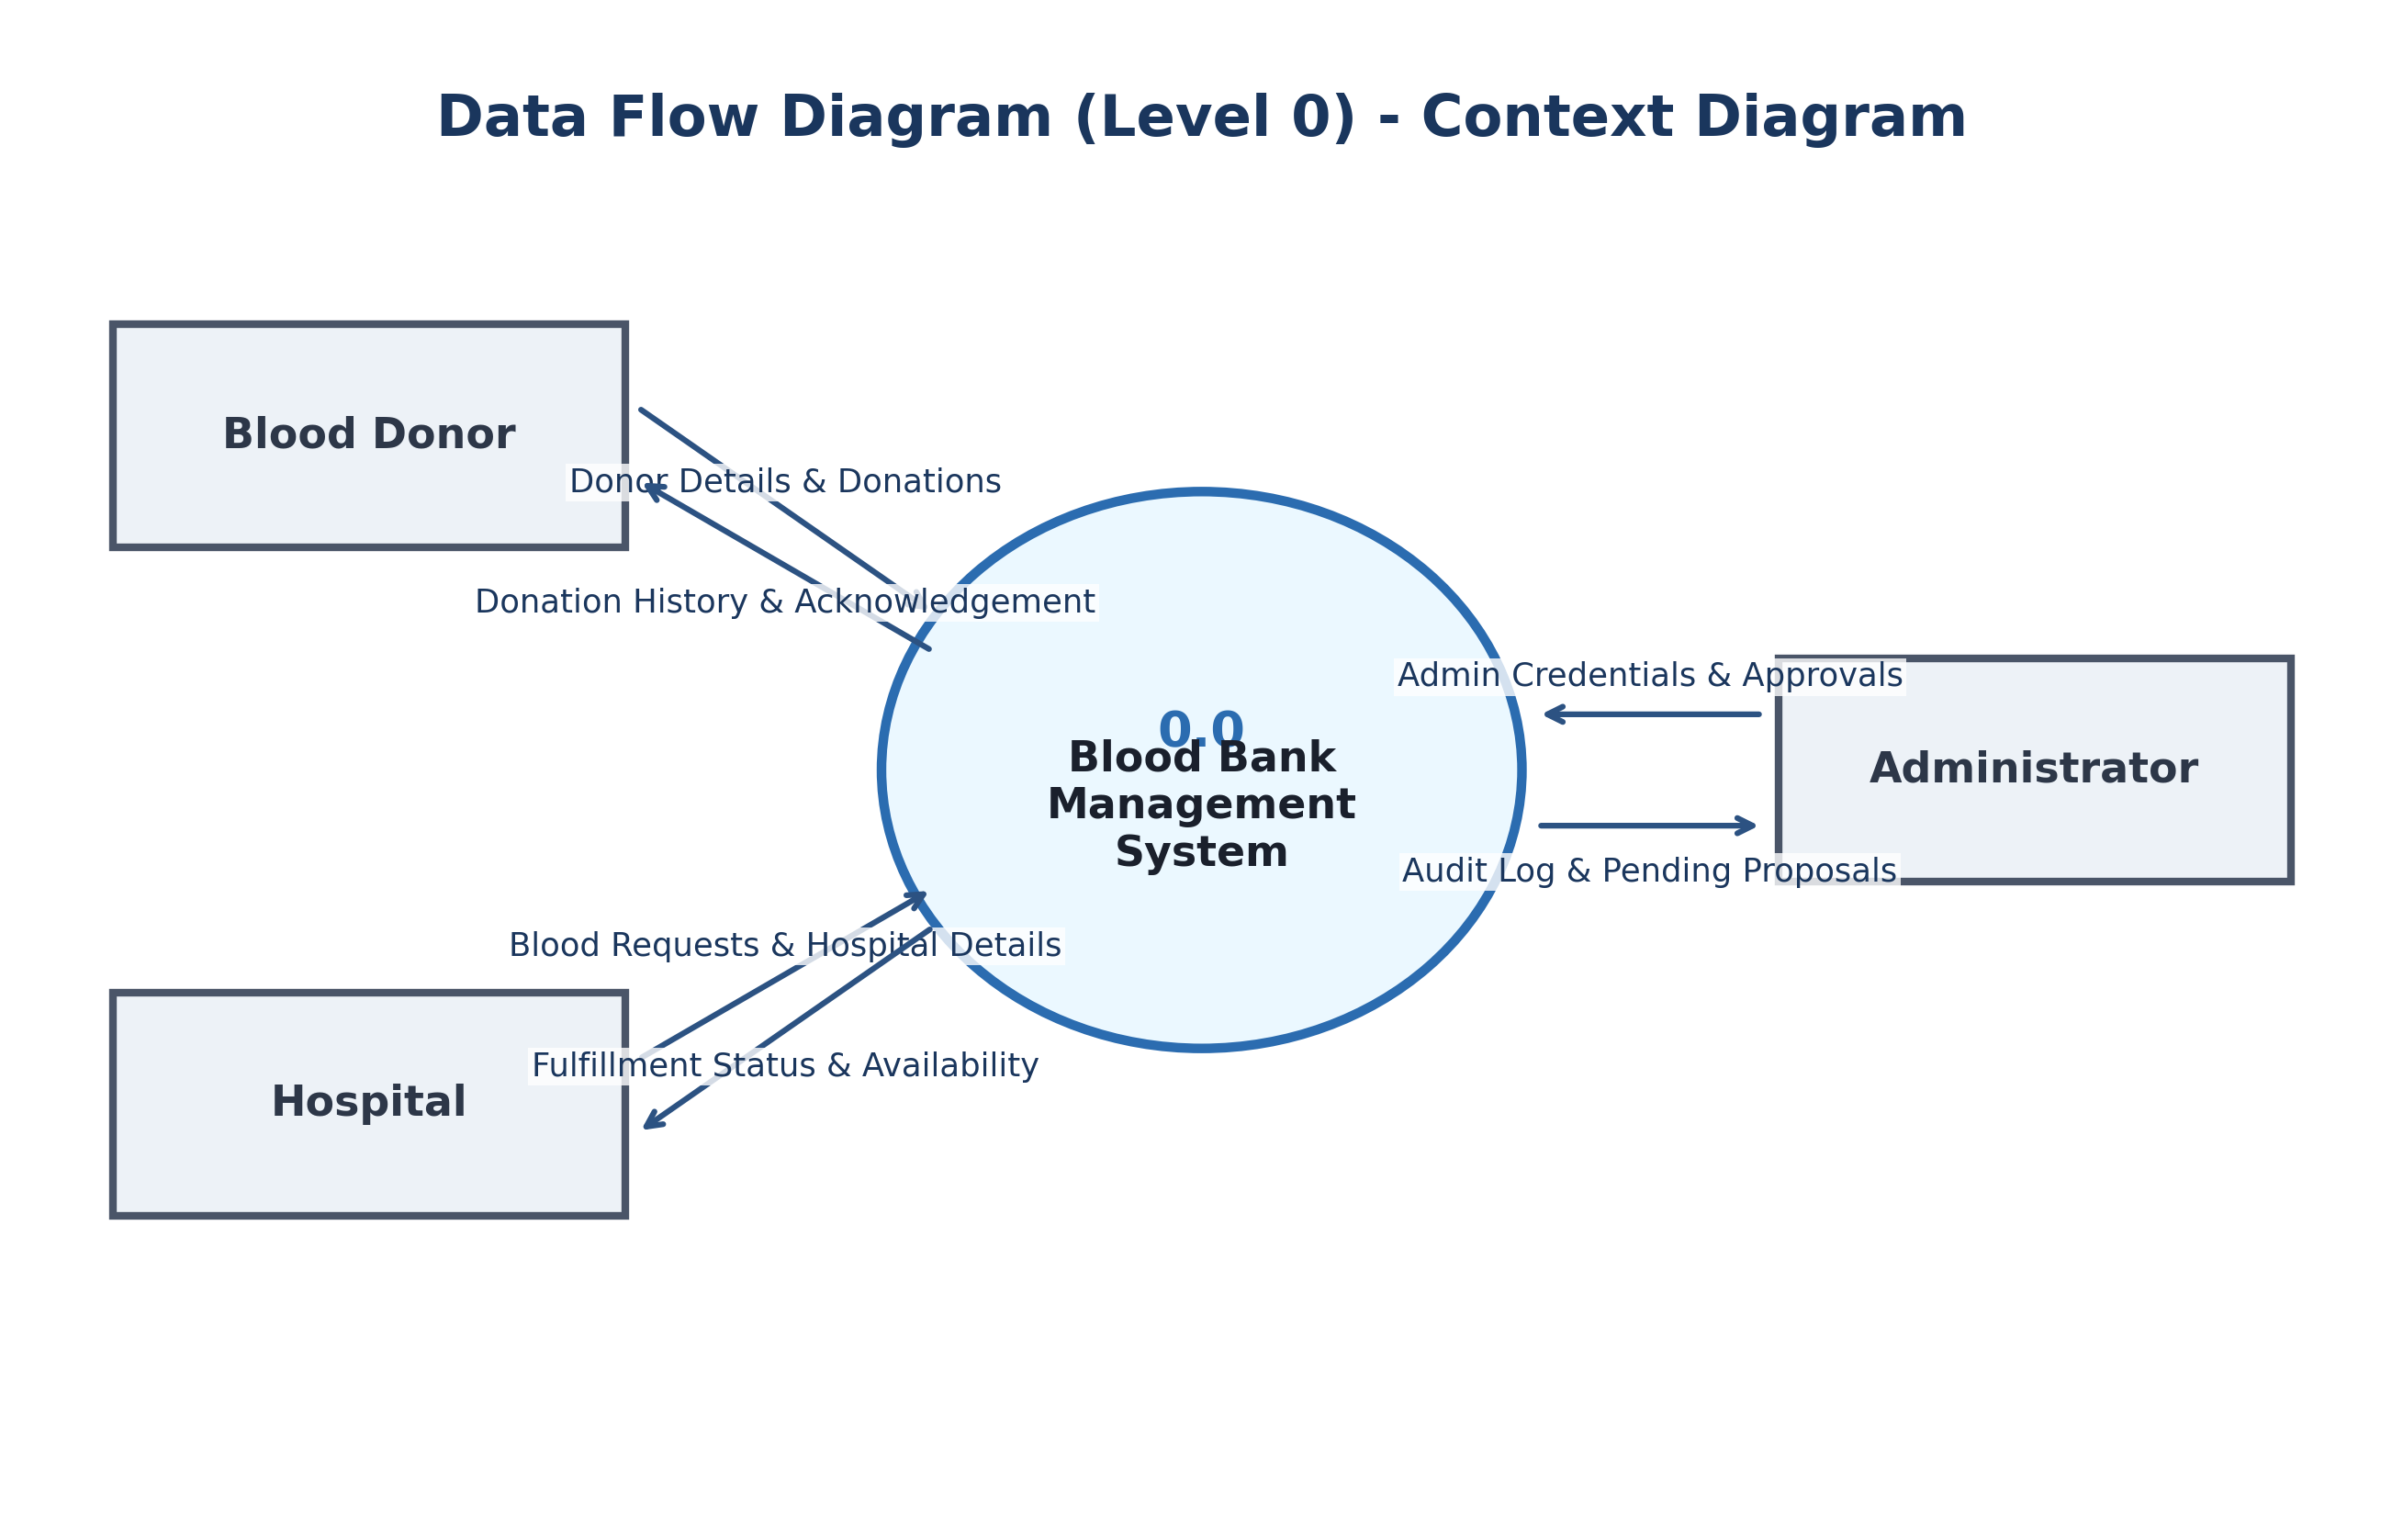 Data Flow Diagram (Level 0) - Context Diagram
Blood Donor
Donor Details & Donations
Donation History & Acknowledgement
Admin Credentials & Approvals
0.0
Blood Bank
Management
System
Administrator
Audit Log & Pending Proposals
Blood Requests & Hospital Details
Fulfillment Status & Availability
Hospital